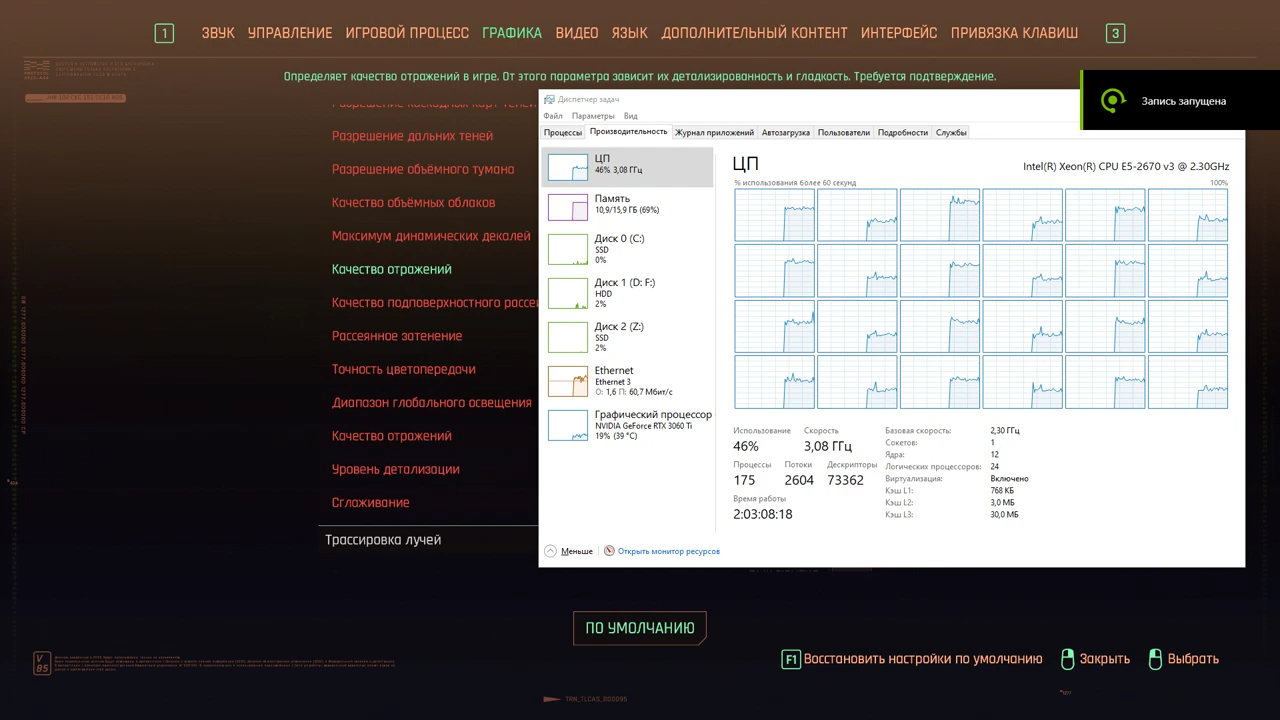 1
ЗВУК
УПРАВЛЕНИЕ
ИГРОВОЙ ПРОЦЕСС
ГРАФИКА
ВИДЕО
ЯЗЫК
ДОПОЛНИТЕЛЬНЫЙ КОНТЕНТ
ИНТЕРФЕЙС
ПРИВЯЗКА КЛАВИШ
3
Определяет качество отражений в игре. От этого параметра зависит их детализированность и гладкость. Требуется подтверждение.
Запись запущена
Разрешение дальних теней
Разрешение объёмного тумана
Качество объёмных облаков
Максимум динамических декалей
Качество отражений
Качество подповерхностного
Рассеянное затенение
Точность цветопередачи
Диапазон глобального освещения
Качество отражений
Уровень детализации
Сглаживание
Трассировка лучей
Диспетчер задач
Файл Параметры Вид
Процессы
Производительность
Журнал приложений
Автозагрузка
Пользователи
Подробности
Службы
ЦП
46% 3,08 ГГц
Память
10,9/15,9 ГБ (69%)
Диск 0 (C:)
SSD
0%
Диск 1 (D: F:)
HDD
2%
Диск 2 (Z:)
SSD
2%
Ethernet
Ethernet 3
О: 1,6 П: 60,7 Мбит/с
Графический процессор
NVIDIA GeForce RTX 3060 Ti
19% (39 °C)
ЦП
Intel(R) Xeon(R) CPU E5-2670 v3 @ 2.30GHz
% использования более 60 секунд
100%
Использование
46%
Скорость
3,08 ГГц
Процессы
175
Потоки
2604
Дескрипторы
73362
Время работы
2:03:08:18
Базовая скорость: 2,30 ГГц
Сокетов: 1
Ядра: 12
Логических процессоров: 24
Виртуализация: Включено
Кэш L1: 768 КБ
Кэш L2: 3,0 МБ
Кэш L3: 30,0 МБ
Меньше
Открыть монитор ресурсов
ПО УМОЛЧАНИЮ
F1 Восстановить настройки по умолчанию
Закрыть
Выбрать
V
85
TRN_TLCAS_800095